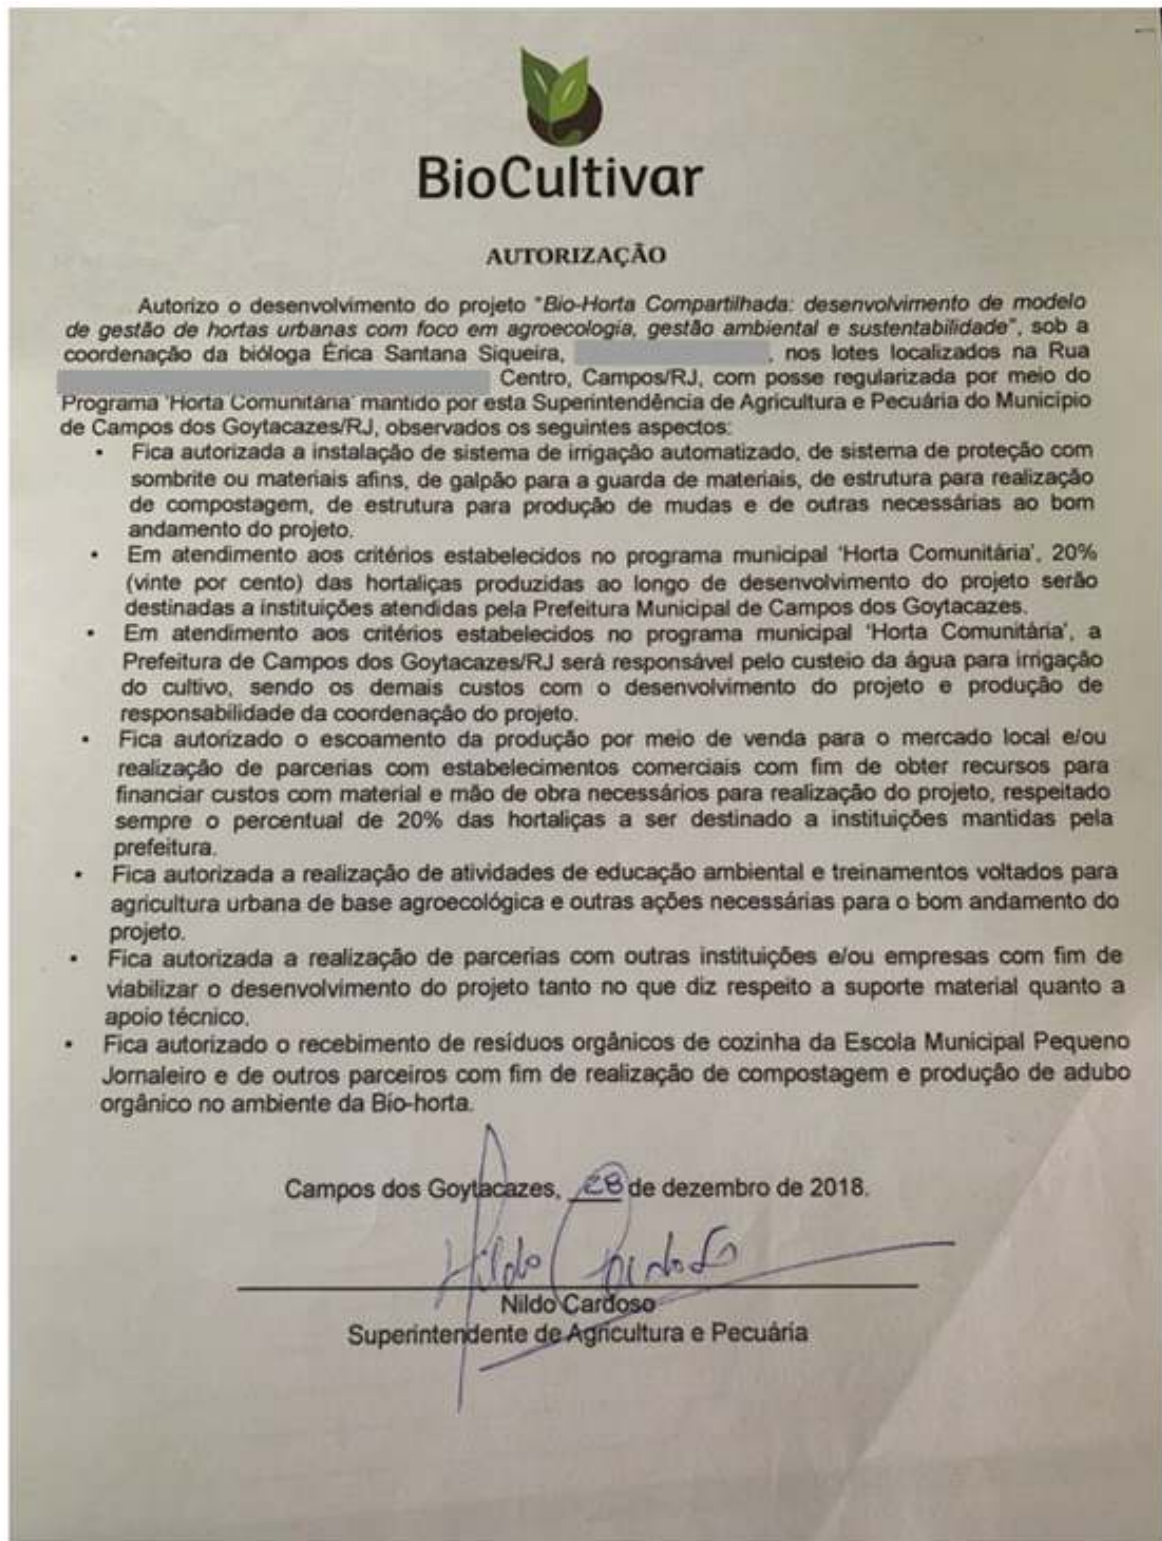 BioCultivar
AUTORIZAÇÃO
Autorizo o desenvolvimento do projeto "Bio-Horta Compartilhada: desenvolvimento de modelo
de gestão de hortas urbanas com foco em agroecologia, gestão ambiental e sustentabilidade", sob a
coordenação da bióloga Érica Santana Siqueira, , nos lotes localizados na Rua
Centro, Campos/RJ, com posse regularizada por meio do
Programa 'Horta Comunitária' mantido por esta Superintendência de Agricultura e Pecuária do Município
de Campos dos Goytacazes/RJ, observados os seguintes aspectos:
• Fica autorizada a instalação de sistema de irrigação automatizado, de sistema de proteção com
sombrite ou materiais afins, de galpão para a guarda de materiais, de estrutura para realização
de compostagem, de estrutura para produção de mudas e de outras necessárias ao bom
andamento do projeto.
• Em atendimento aos critérios estabelecidos no programa municipal 'Horta Comunitária', 20%
(vinte por cento) das hortaliças produzidas ao longo de desenvolvimento do projeto serão
destinadas a instituições atendidas pela Prefeitura Municipal de Campos dos Goytacazes.
• Em atendimento aos critérios estabelecidos no programa municipal 'Horta Comunitária', a
Prefeitura de Campos dos Goytacazes/RJ será responsável pelo custeio da água para irrigação
do cultivo, sendo os demais custos com o desenvolvimento do projeto e produção de
responsabilidade da coordenação do projeto.
• Fica autorizado o escoamento da produção por meio de venda para o mercado local e/ou
realização de parcerias com estabelecimentos comerciais com fim de obter recursos para
financiar custos com material e mão de obra necessários para realização do projeto, respeitado
sempre o percentual de 20% das hortaliças a ser destinado a instituições mantidas pela
prefeitura.
• Fica autorizada a realização de atividades de educação ambiental e treinamentos voltados para
agricultura urbana de base agroecológica e outras ações necessárias para o bom andamento do
projeto.
• Fica autorizada a realização de parcerias com outras instituições e/ou empresas com fim de
viabilizar o desenvolvimento do projeto tanto no que diz respeito a suporte material quanto a
apoio técnico.
• Fica autorizado o recebimento de resíduos orgânicos de cozinha da Escola Municipal Pequeno
Jornaleiro e de outros parceiros com fim de realização de compostagem e produção de adubo
orgânico no ambiente da Bio-horta.
Campos dos Goytacazes, 28 de dezembro de 2018.
Nildo Cardoso
Nildo Cardoso
Superintendente de Agricultura e Pecuária